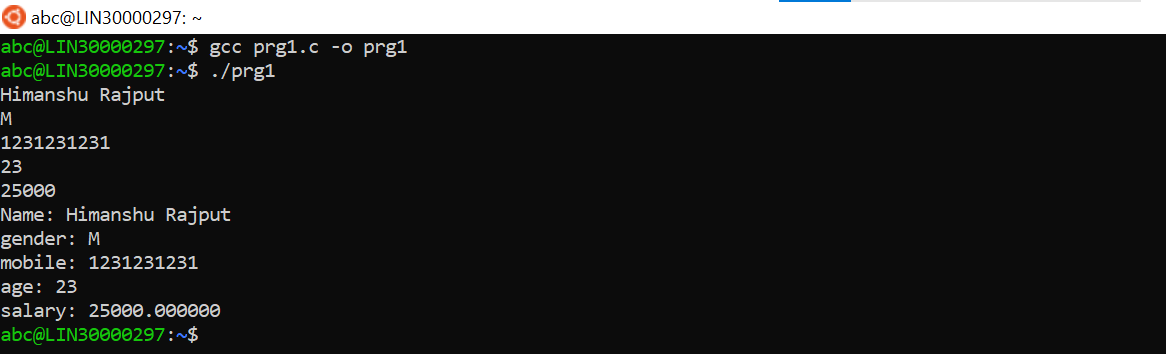 abc@LIN30000297: ~
abc@LIN30000297:~$ gcc prg1.c -o prg1
abc@LIN30000297:~$ ./prg1
Himanshu Rajput
M
1231231231
23
25000
Name: Himanshu Rajput
gender: M
mobile: 1231231231
age: 23
salary: 25000.000000
abc@LIN30000297:~$